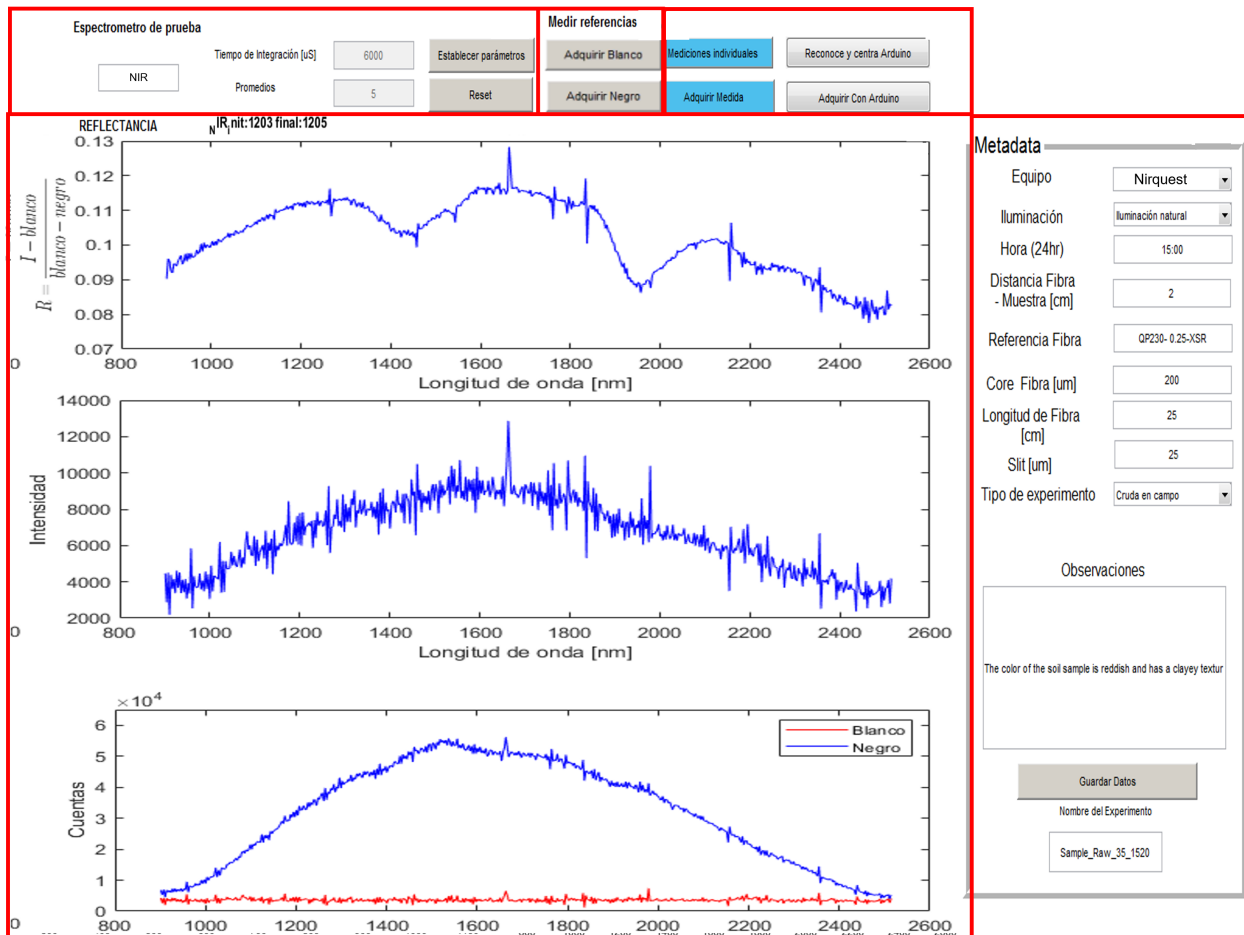 Espectrometro de prueba
NIR
Tiempo de Integración [uS]
6000
Establecer parámetros
Promedios
5
Reset
Medir referencias
Adquirir Blanco
Adquirir Negro
Mediciones individuales
Adquirir Medida
Reconoce y centra Arduino
Adquirir Con Arduino
REFLECTANCIA
NIRInit:1203 final:1205
R = I − blanco / blanco − negro
0.13
0.12
0.11
0.1
0.09
0.08
0.07
800 1000 1200 1400 1600 1800 2000 2200 2400 2600
Longitud de onda [nm]
Intensidad
14000
12000
10000
8000
6000
4000
2000
800 1000 1200 1400 1600 1800 2000 2200 2400 2600
Longitud de onda [nm]
Cuentas
×10⁴
6
5
4
3
2
1
0
800 1000 1200 1400 1600 1800 2000 2200 2400 2600
Blanco
Negro
Metadata
Equipo
Nirquest
Iluminación
Iluminación natural
Hora (24hr)
15:00
Distancia Fibra
- Muestra [cm]
2
Referencia Fibra
QP230- 0.25-XSR
Core Fibra [um]
200
Longitud de Fibra
[cm]
25
Slit [um]
25
Tipo de experimento
Cruda en campo
Observaciones
The color of the soil sample is reddish and has a clayey textur
Guardar Datos
Nombre del Experimento
Sample_Raw_35_1520